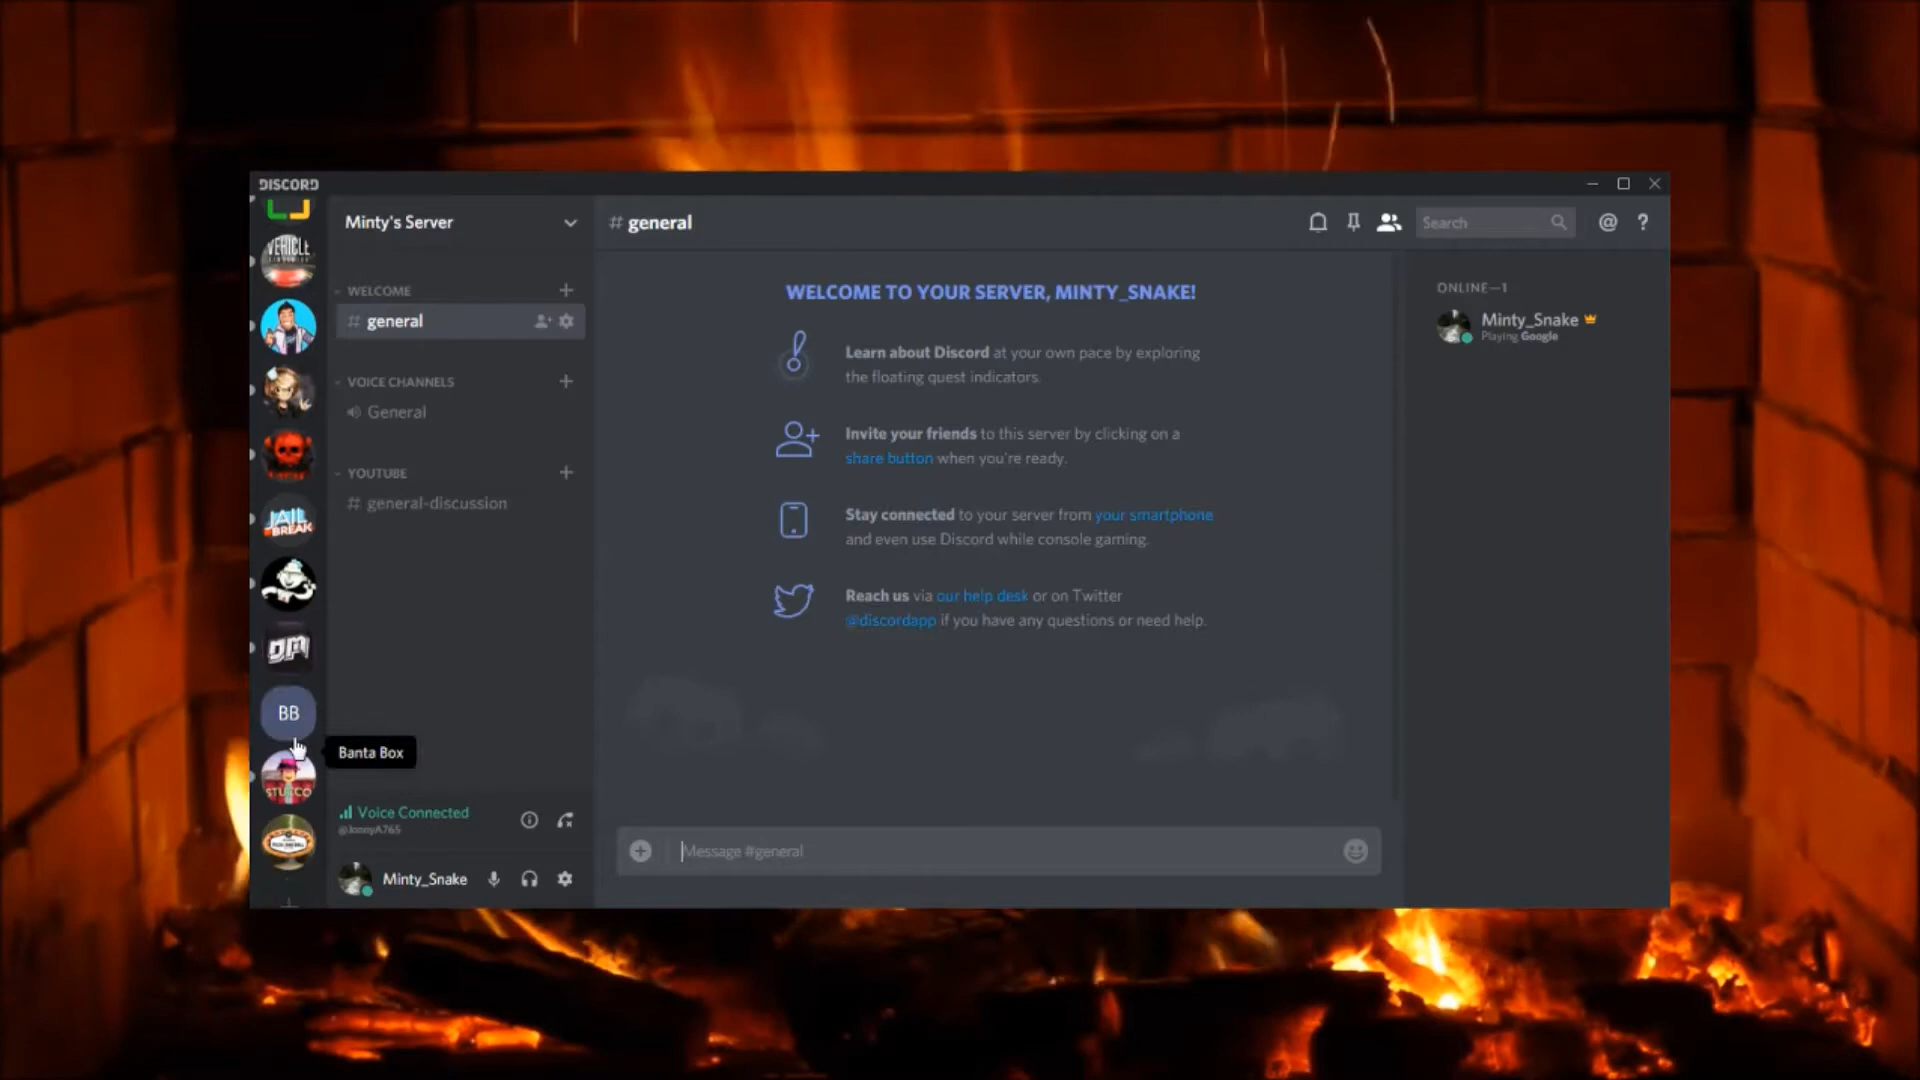 DISCORD
Minty's Server
# general
Search
@
?
WELCOME
# general
VOICE CHANNELS
General
YOUTUBE
# general-discussion
WELCOME TO YOUR SERVER, MINTY_SNAKE!
Learn about Discord at your own pace by exploring
the floating quest indicators.
Invite your friends to this server by clicking on a
share button when you're ready.
Stay connected to your server from your smartphone
and even use Discord while console gaming.
Reach us via our help desk or on Twitter
@discordapp if you have any questions or need help.
ONLINE—1
Minty_Snake
Playing Google
VEHICLE
JAIL
BREAK
BB
Banta Box
STUCCO
Voice Connected
Minty_Snake
Message #general